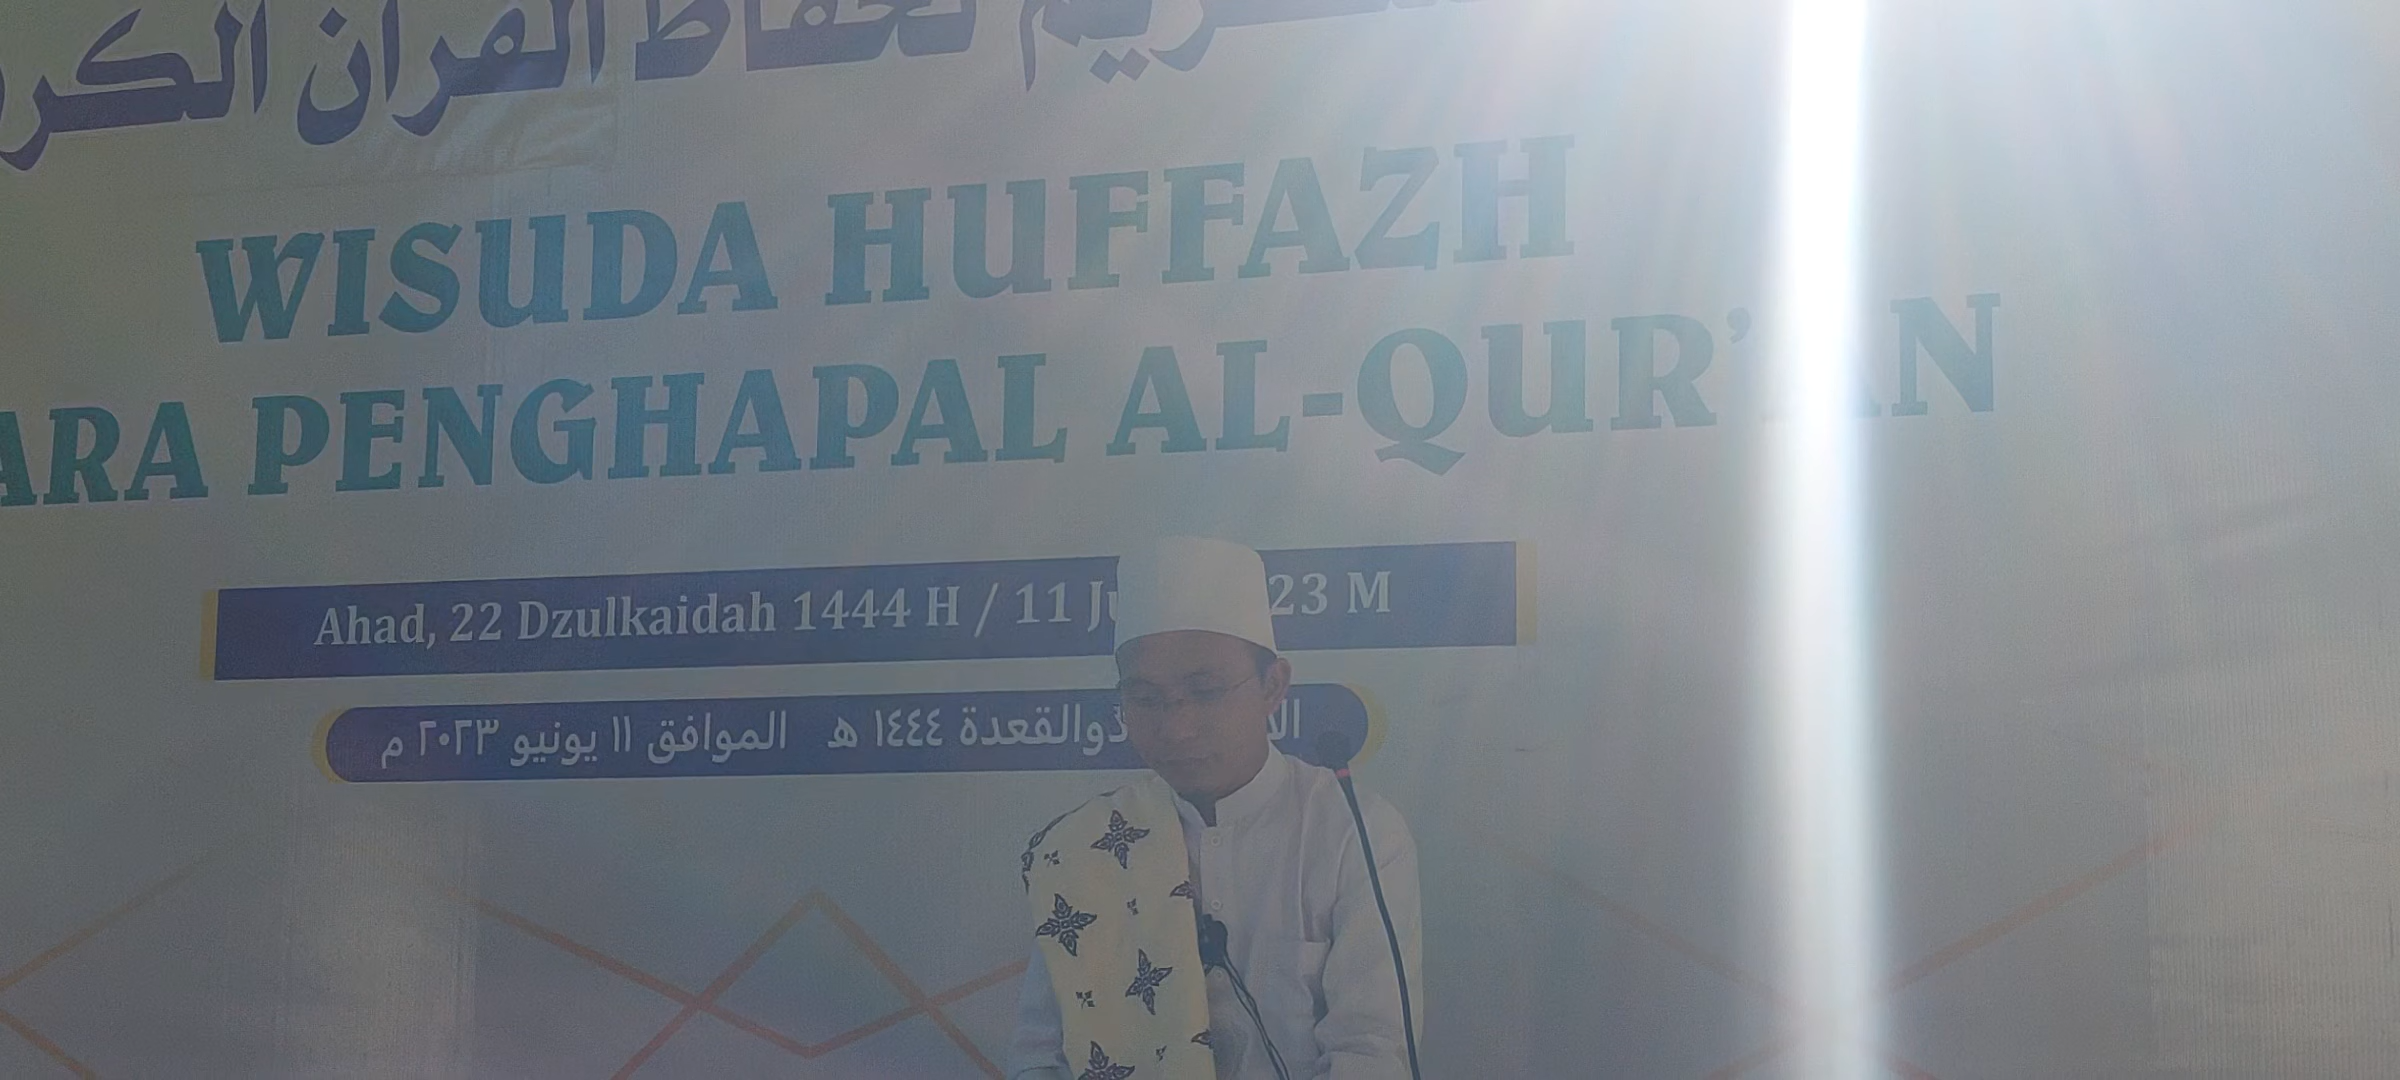 تكريم لحفاظ القرآن الكر
WISUDA HUFFAZH
ARA PENGHAPAL AL-QUR'AN
Ahad, 22 Dzulkaidah 1444 H / 11 Ju 23 M
ذوالقعدة ١٤٤٤ هـ الموافق ١١ يونيو ٢٠٢٣ م